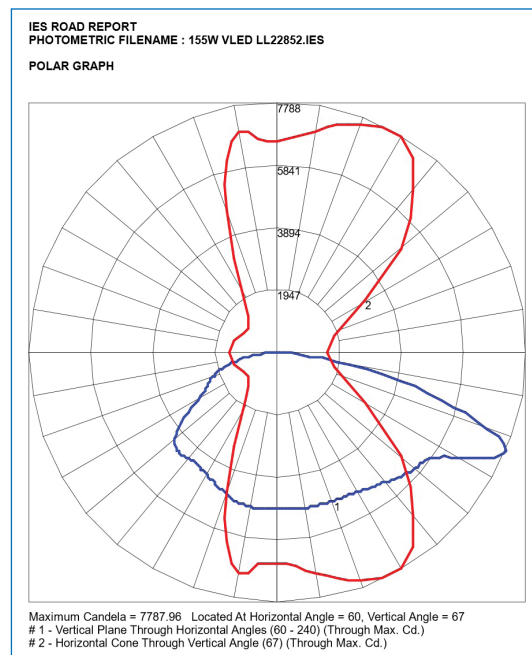 IES ROAD REPORT
PHOTOMETRIC FILENAME : 155W VLED LL22852.IES
POLAR GRAPH
7788
5841
3894
1947
2
1
Maximum Candela = 7787.96 Located At Horizontal Angle = 60, Vertical Angle = 67
# 1 - Vertical Plane Through Horizontal Angles (60 - 240) (Through Max. Cd.)
# 2 - Horizontal Cone Through Vertical Angle (67) (Through Max. Cd.)